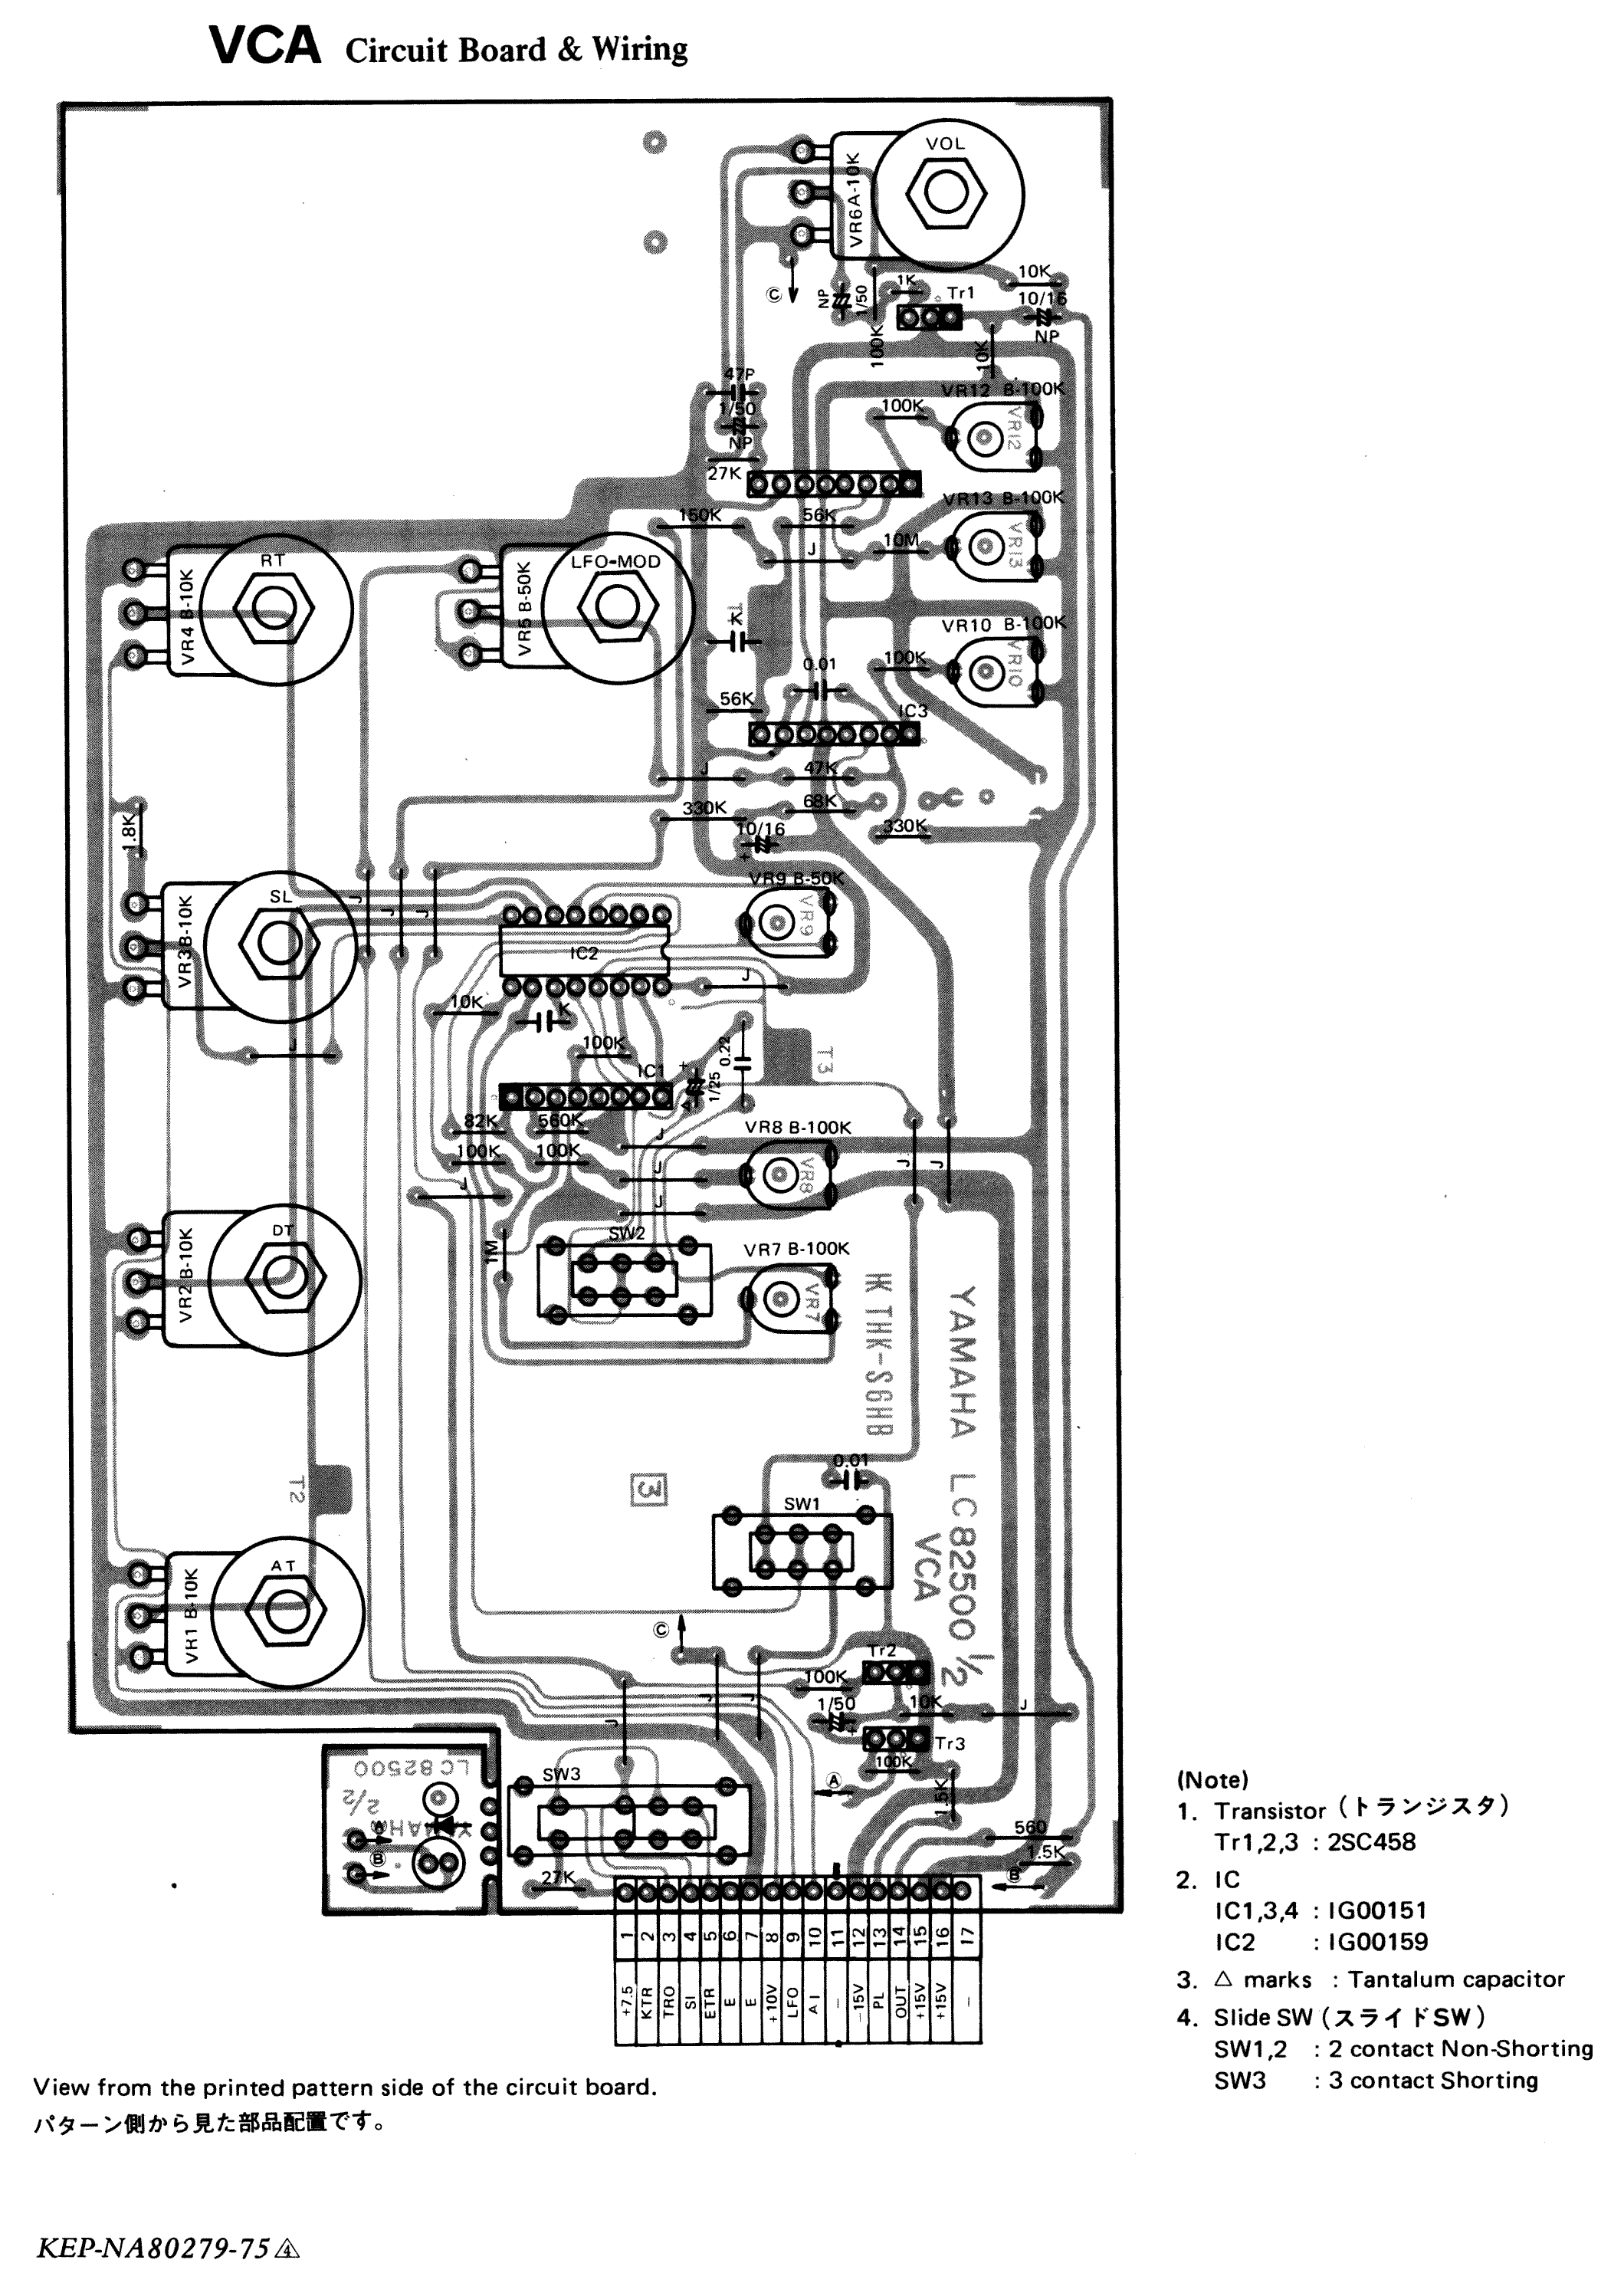 VCA Circuit Board & Wiring
VOL
VR6A-10K
©
NP
1/50
1K
Tr1
10K
10/16
NP
100K
10K
47P
1/50
NP
27K
VR12 B-100K
100K
VR12
VR13 B-100K
150K
56K
J
10M
VR13
RT
VR4 B-10K
LFO-MOD
VR5 B-50K
K
VR10 B-100K
0.01
100K
VR10
56K
IC3
J
47K
330K
68K
330K
10/16
+
1.8K
VR9 B-50K
VR9
SL
VR3B-10K
J
J
J
IC2
J
10K
K
100K
J
IC1
+
1/25
0.22
T3
82K
560K
J
VR8 B-100K
100K
100K
J
VR8
J
J
J
J
DT
VR2B-10K
1M
SW2
VR7 B-100K
VR7
THK-SGHB
YAMAHA LC82500 1/2
VCA
T2
3
0.01
SW1
AT
VR1 B-10K
©
Tr2
100K
J
J
J
1/50
+
10K
J
Tr3
100K
1.5K
LC82500
2/2
YAMAHA
Ⓐ
Ⓑ
SW3
Ⓐ
560
1.5K
Ⓑ
27K
1 2 3 4 5 6 7 8 9 10 11 12 13 14 15 16 17
+7.5 KTR TRO SI ETR E E +10V LFO AI - -15V PL OUT +15V +15V -
(Note)
1. Transistor (トランジスタ)
Tr1,2,3 : 2SC458
2. IC
IC1,3,4 : IG00151
IC2 : IG00159
3. △ marks : Tantalum capacitor
4. Slide SW (スライドSW)
SW1,2 : 2 contact Non-Shorting
SW3 : 3 contact Shorting
View from the printed pattern side of the circuit board.
パターン側から見た部品配置です。
KEP-NA80279-75 4